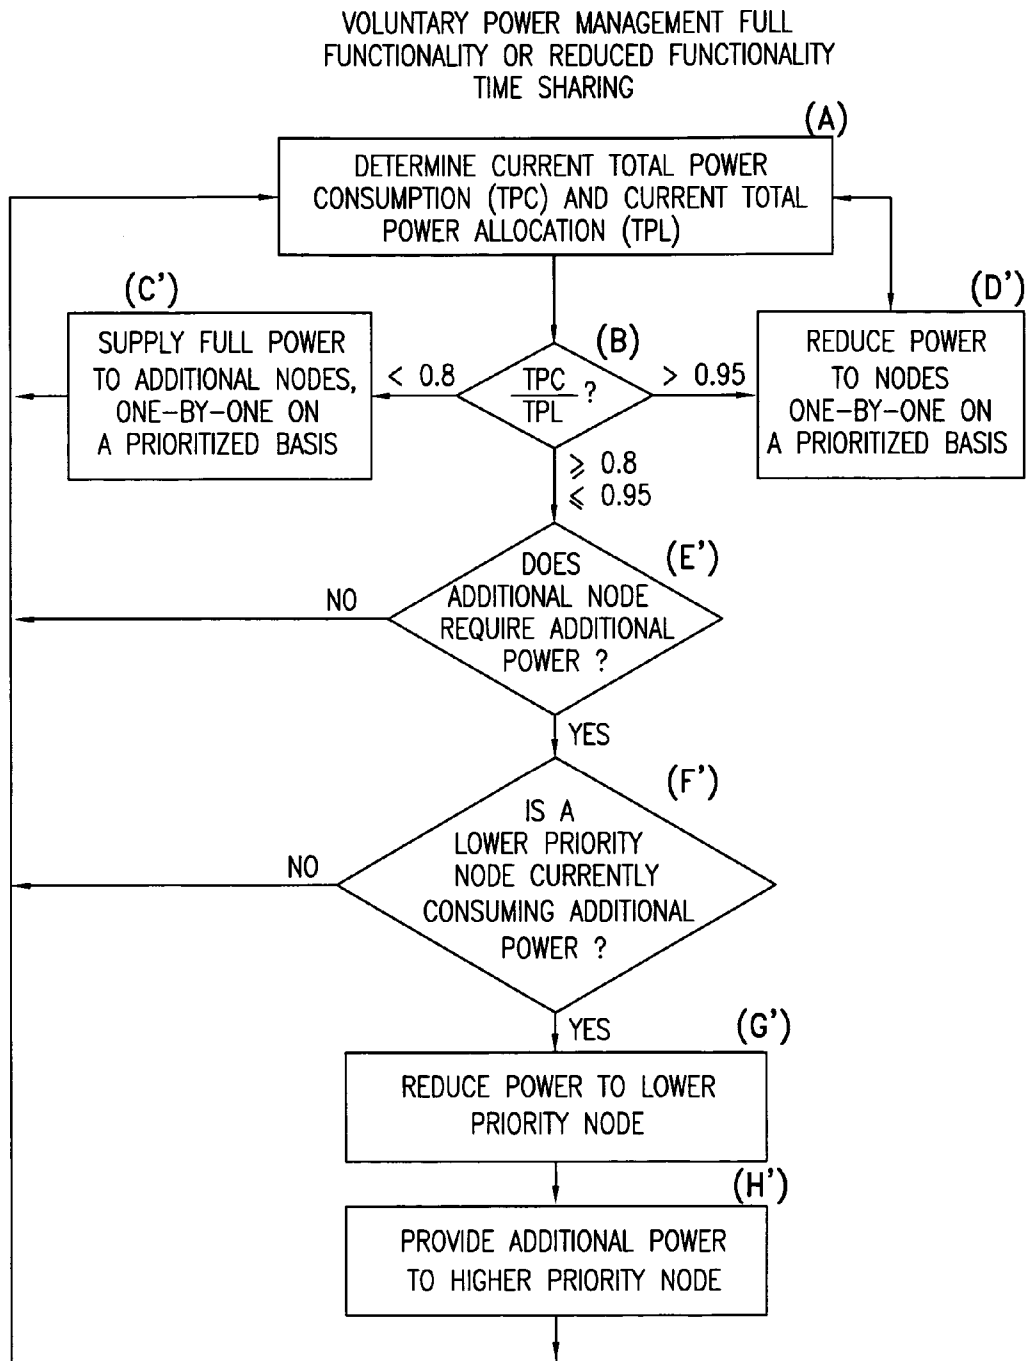 VOLUNTARY POWER MANAGEMENT FULL
FUNCTIONALITY OR REDUCED FUNCTIONALITY
TIME SHARING
(A)
DETERMINE CURRENT TOTAL POWER
CONSUMPTION (TPC) AND CURRENT TOTAL
POWER ALLOCATION (TPL)
(C')
SUPPLY FULL POWER
TO ADDITIONAL NODES,
ONE-BY-ONE ON
A PRIORITIZED BASIS
< 0.8
(B)
TPC
TPL
?
> 0.95
(D')
REDUCE POWER
TO NODES
ONE-BY-ONE ON
A PRIORITIZED BASIS
⩾ 0.8
⩽ 0.95
(E')
DOES
ADDITIONAL NODE
REQUIRE ADDITIONAL
POWER ?
NO
YES
(F')
IS A
LOWER PRIORITY
NODE CURRENTLY
CONSUMING ADDITIONAL
POWER ?
NO
YES
(G')
REDUCE POWER TO LOWER
PRIORITY NODE
(H')
PROVIDE ADDITIONAL POWER
TO HIGHER PRIORITY NODE